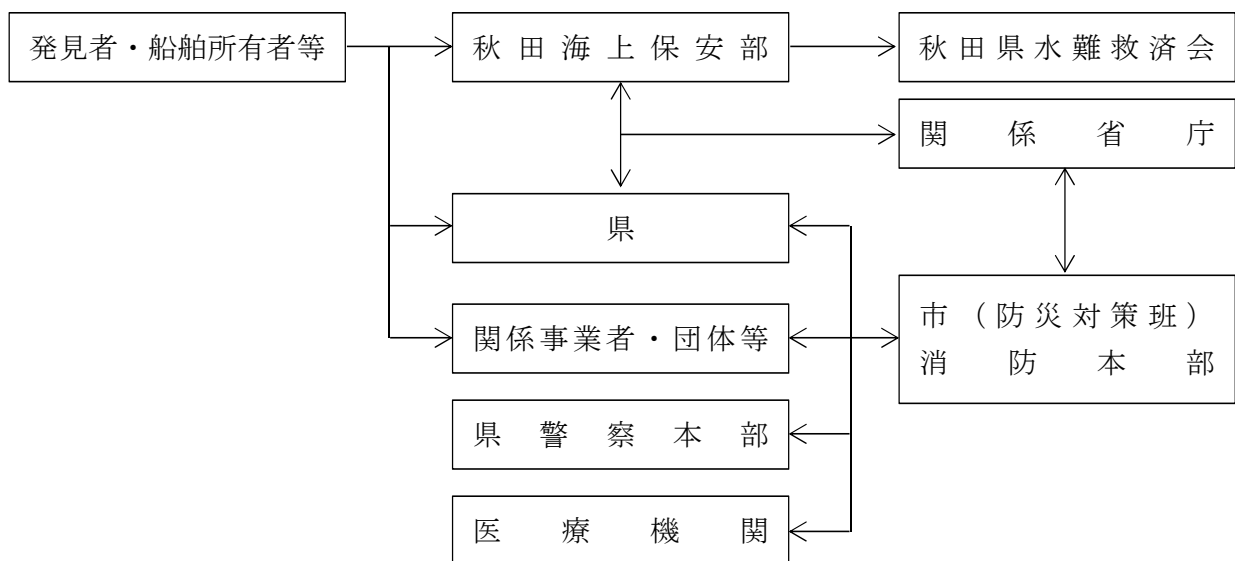 発見者・船舶所有者等
秋田海上保安部
秋田県水難救済会
関係省庁
県
市（防災対策班）
消防本部
関係事業者・団体等
県警察本部
医療機関